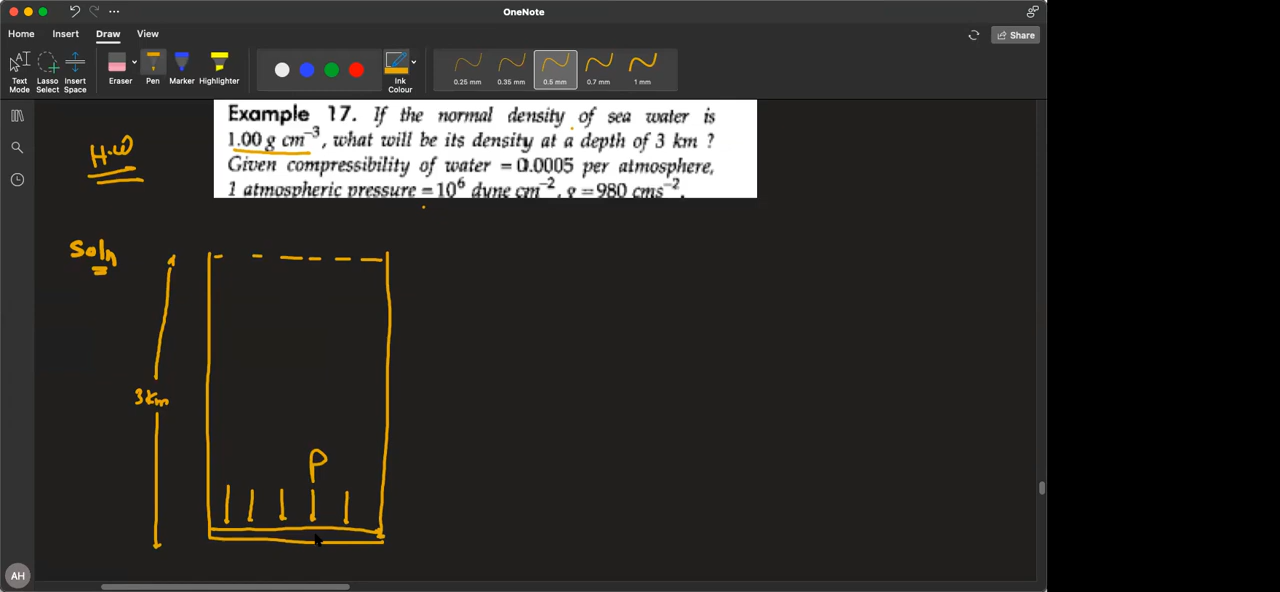 OneNote
Home Insert Draw View
Share
Text Mode
Lasso Select
Insert Space
Eraser
Pen
Marker
Highlighter
Ink Colour
0.25 mm
0.35 mm
0.5 mm
0.7 mm
1 mm
H.W
Example 17. If the normal density of sea water is
1.00 g cm⁻³, what will be its density at a depth of 3 km ?
Given compressibility of water = 0.0005 per atmosphere,
1 atmospheric pressure = 10⁶ dyne cm⁻², g = 980 cms⁻².
Soln
3 km
P
AH